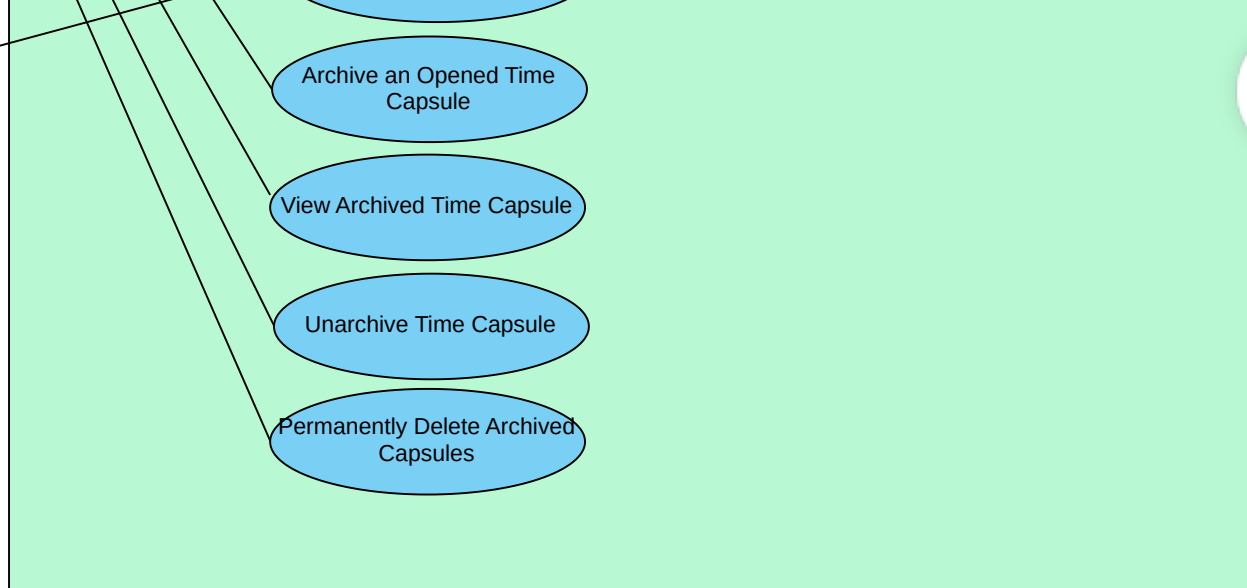 Archive an Opened Time
Capsule
View Archived Time Capsule
Unarchive Time Capsule
Permanently Delete Archived
Capsules